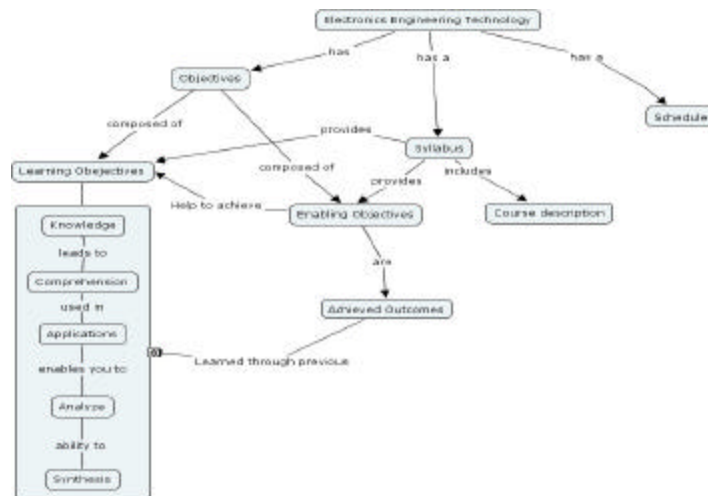 Electronics Engineering Technology
has
has a
has a
Objectives
Schedule
composed of
provides
Syllabus
Learning Obejectives
composed of
provides
includes
Help to achieve
Enabling Objectives
Course description
Knowledge
leads to
are
Comprehension
used in
Achieved Outcomes
Applications
Learned through previous
enables you to
Analyze
ability to
Synthesis